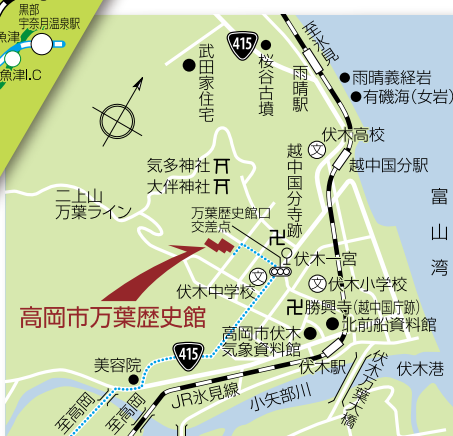 黒部
宇奈月温泉駅
魚津
魚津I.C
415
武田家住宅
桜谷古墳
雨晴駅
至氷見
雨晴義経岩
有磯海(女岩)
伏木高校
文
越中国分駅
気多神社
大伴神社
越中国分寺跡
富山湾
二上山
万葉ライン
万葉歴史館口
交差点
卍
伏木一宮
文
伏木中学校
文
伏木小学校
高岡市万葉歴史館
卍勝興寺(越中国庁跡)
北前船資料館
高岡市伏木
気象資料館
415
美容院
伏木駅
伏木港
伏木万葉大橋
JR氷見線
小矢部川
至高岡
至高岡